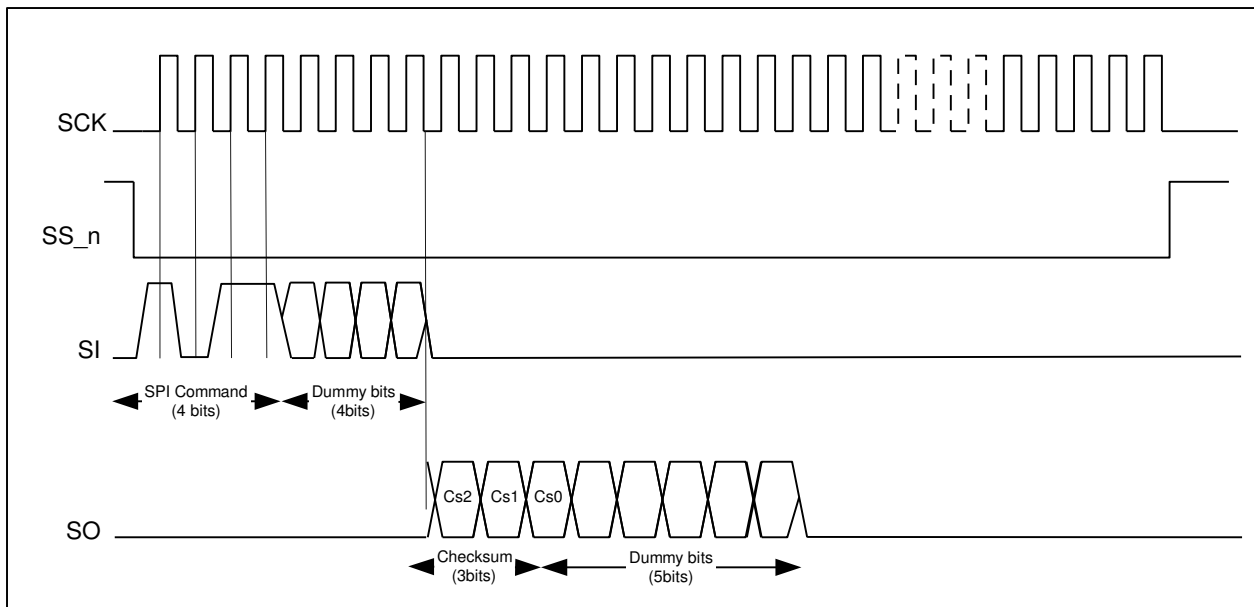 SCK
SS_n
SI
SPI Command
(4 bits)
Dummy bits
(4bits)
Cs2
Cs1
Cs0
SO
Checksum
(3bits)
Dummy bits
(5bits)